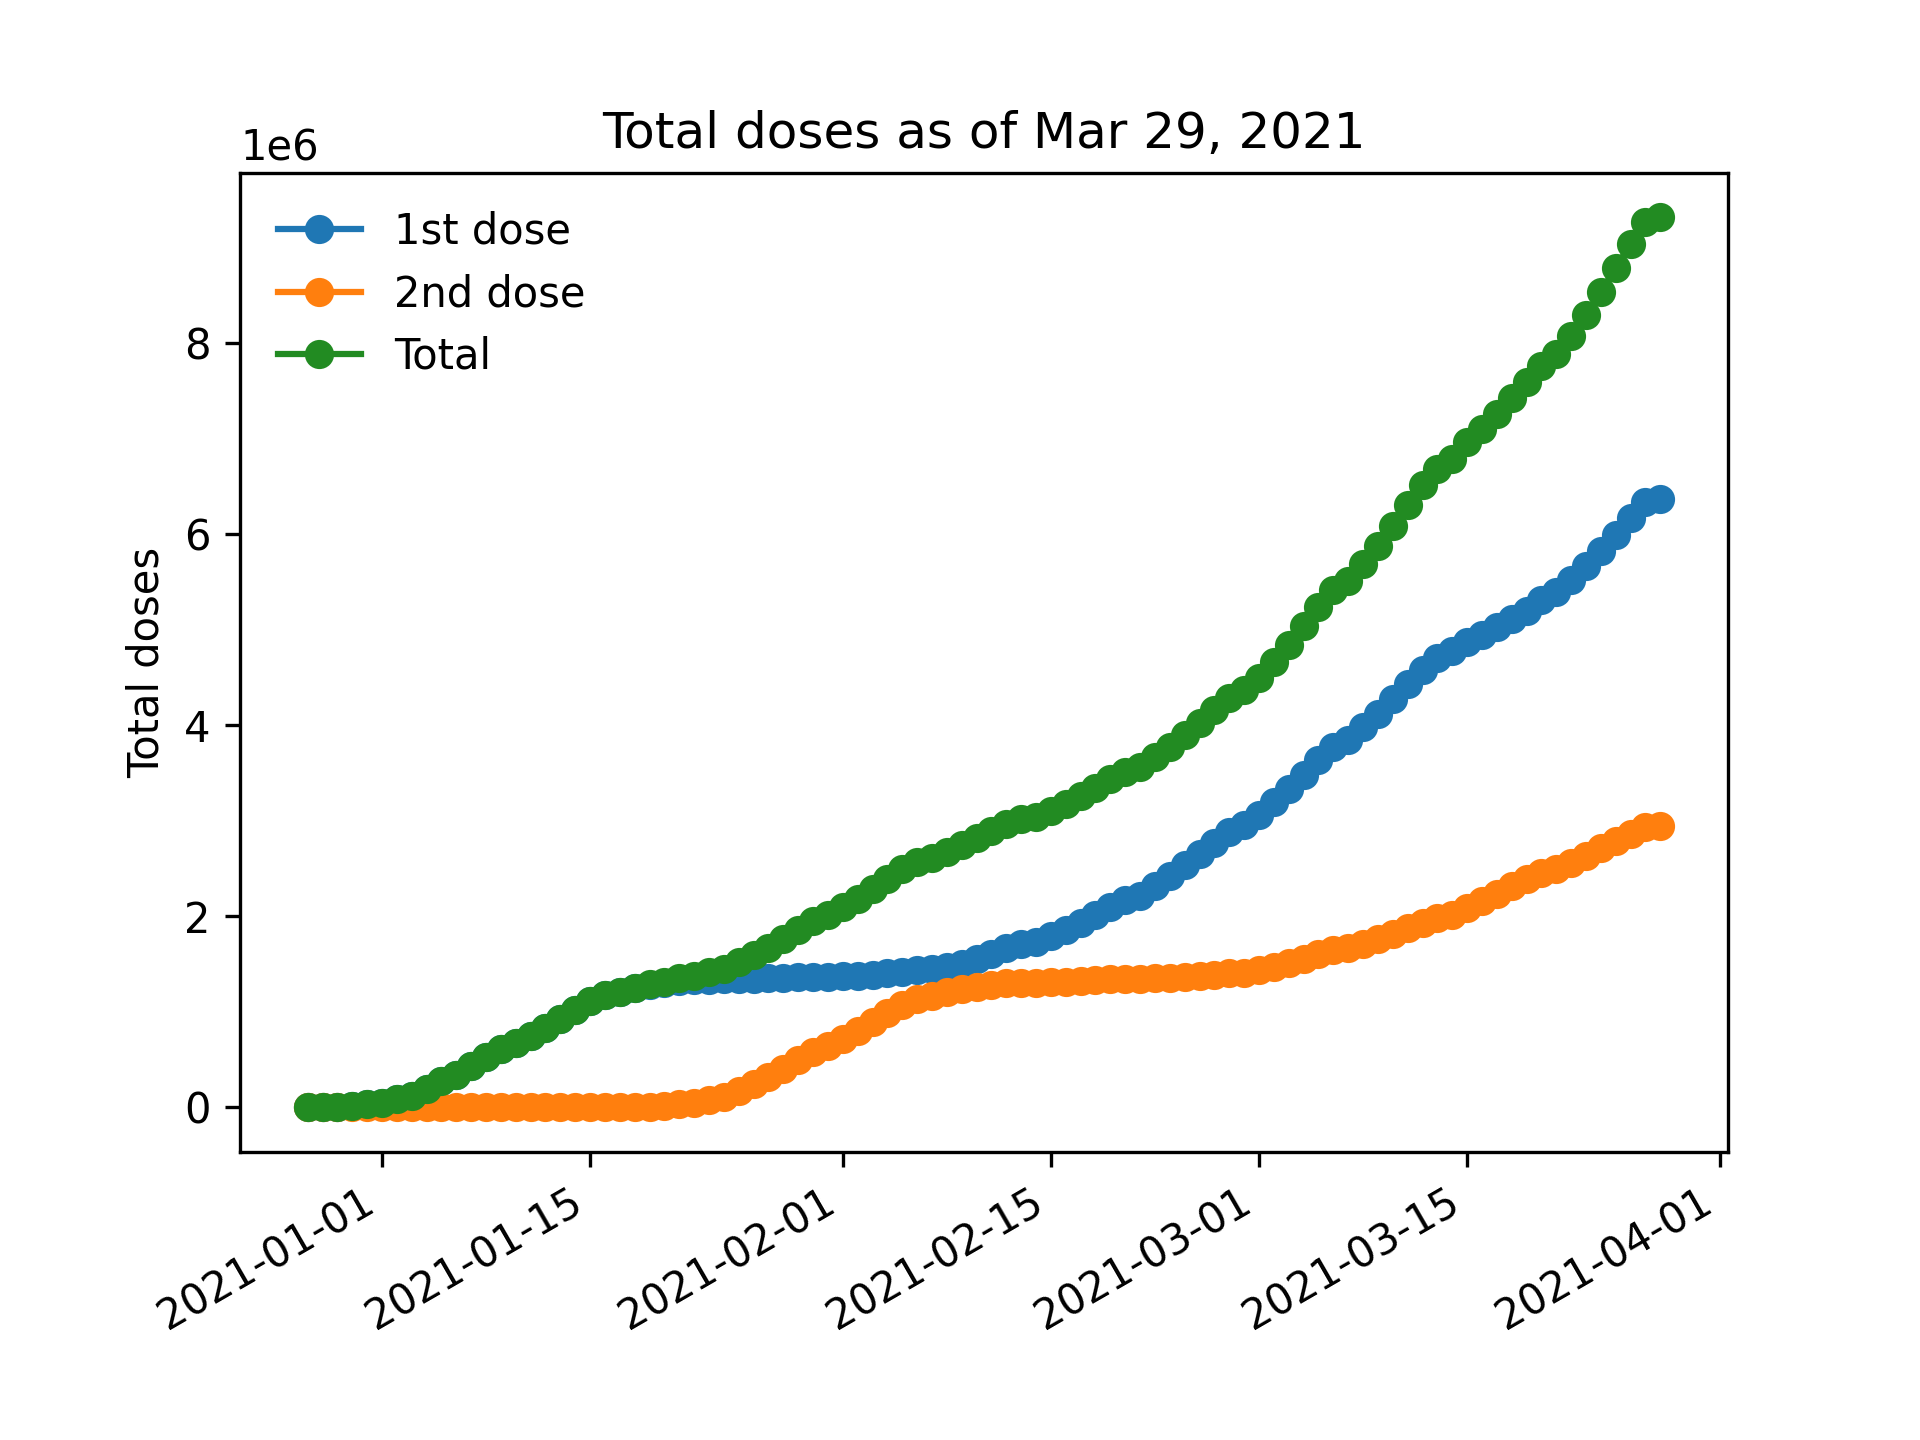 Total doses as of Mar 29, 2021
1e6
1st dose
2nd dose
Total
8
6
4
2
0
Total doses
2021-01-01
2021-01-15
2021-02-01
2021-02-15
2021-03-01
2021-03-15
2021-04-01